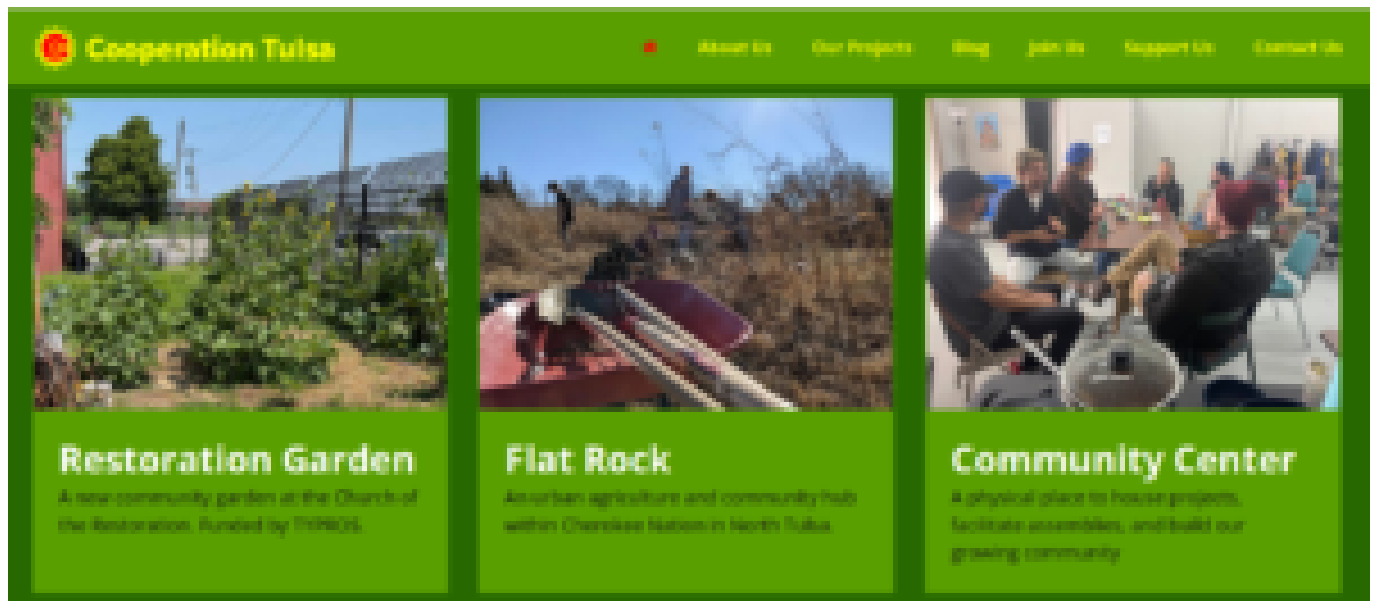 Cooperation Tulsa
About Us Our Projects Blog Join Us Support Us Contact Us
Restoration Garden
A new community garden at the Church of
the Restoration. Funded by TYPROS.
Flat Rock
An urban agriculture and community hub
within Cherokee Nation in North Tulsa.
Community Center
A physical place to house projects,
facilitate assemblies, and build our
growing community